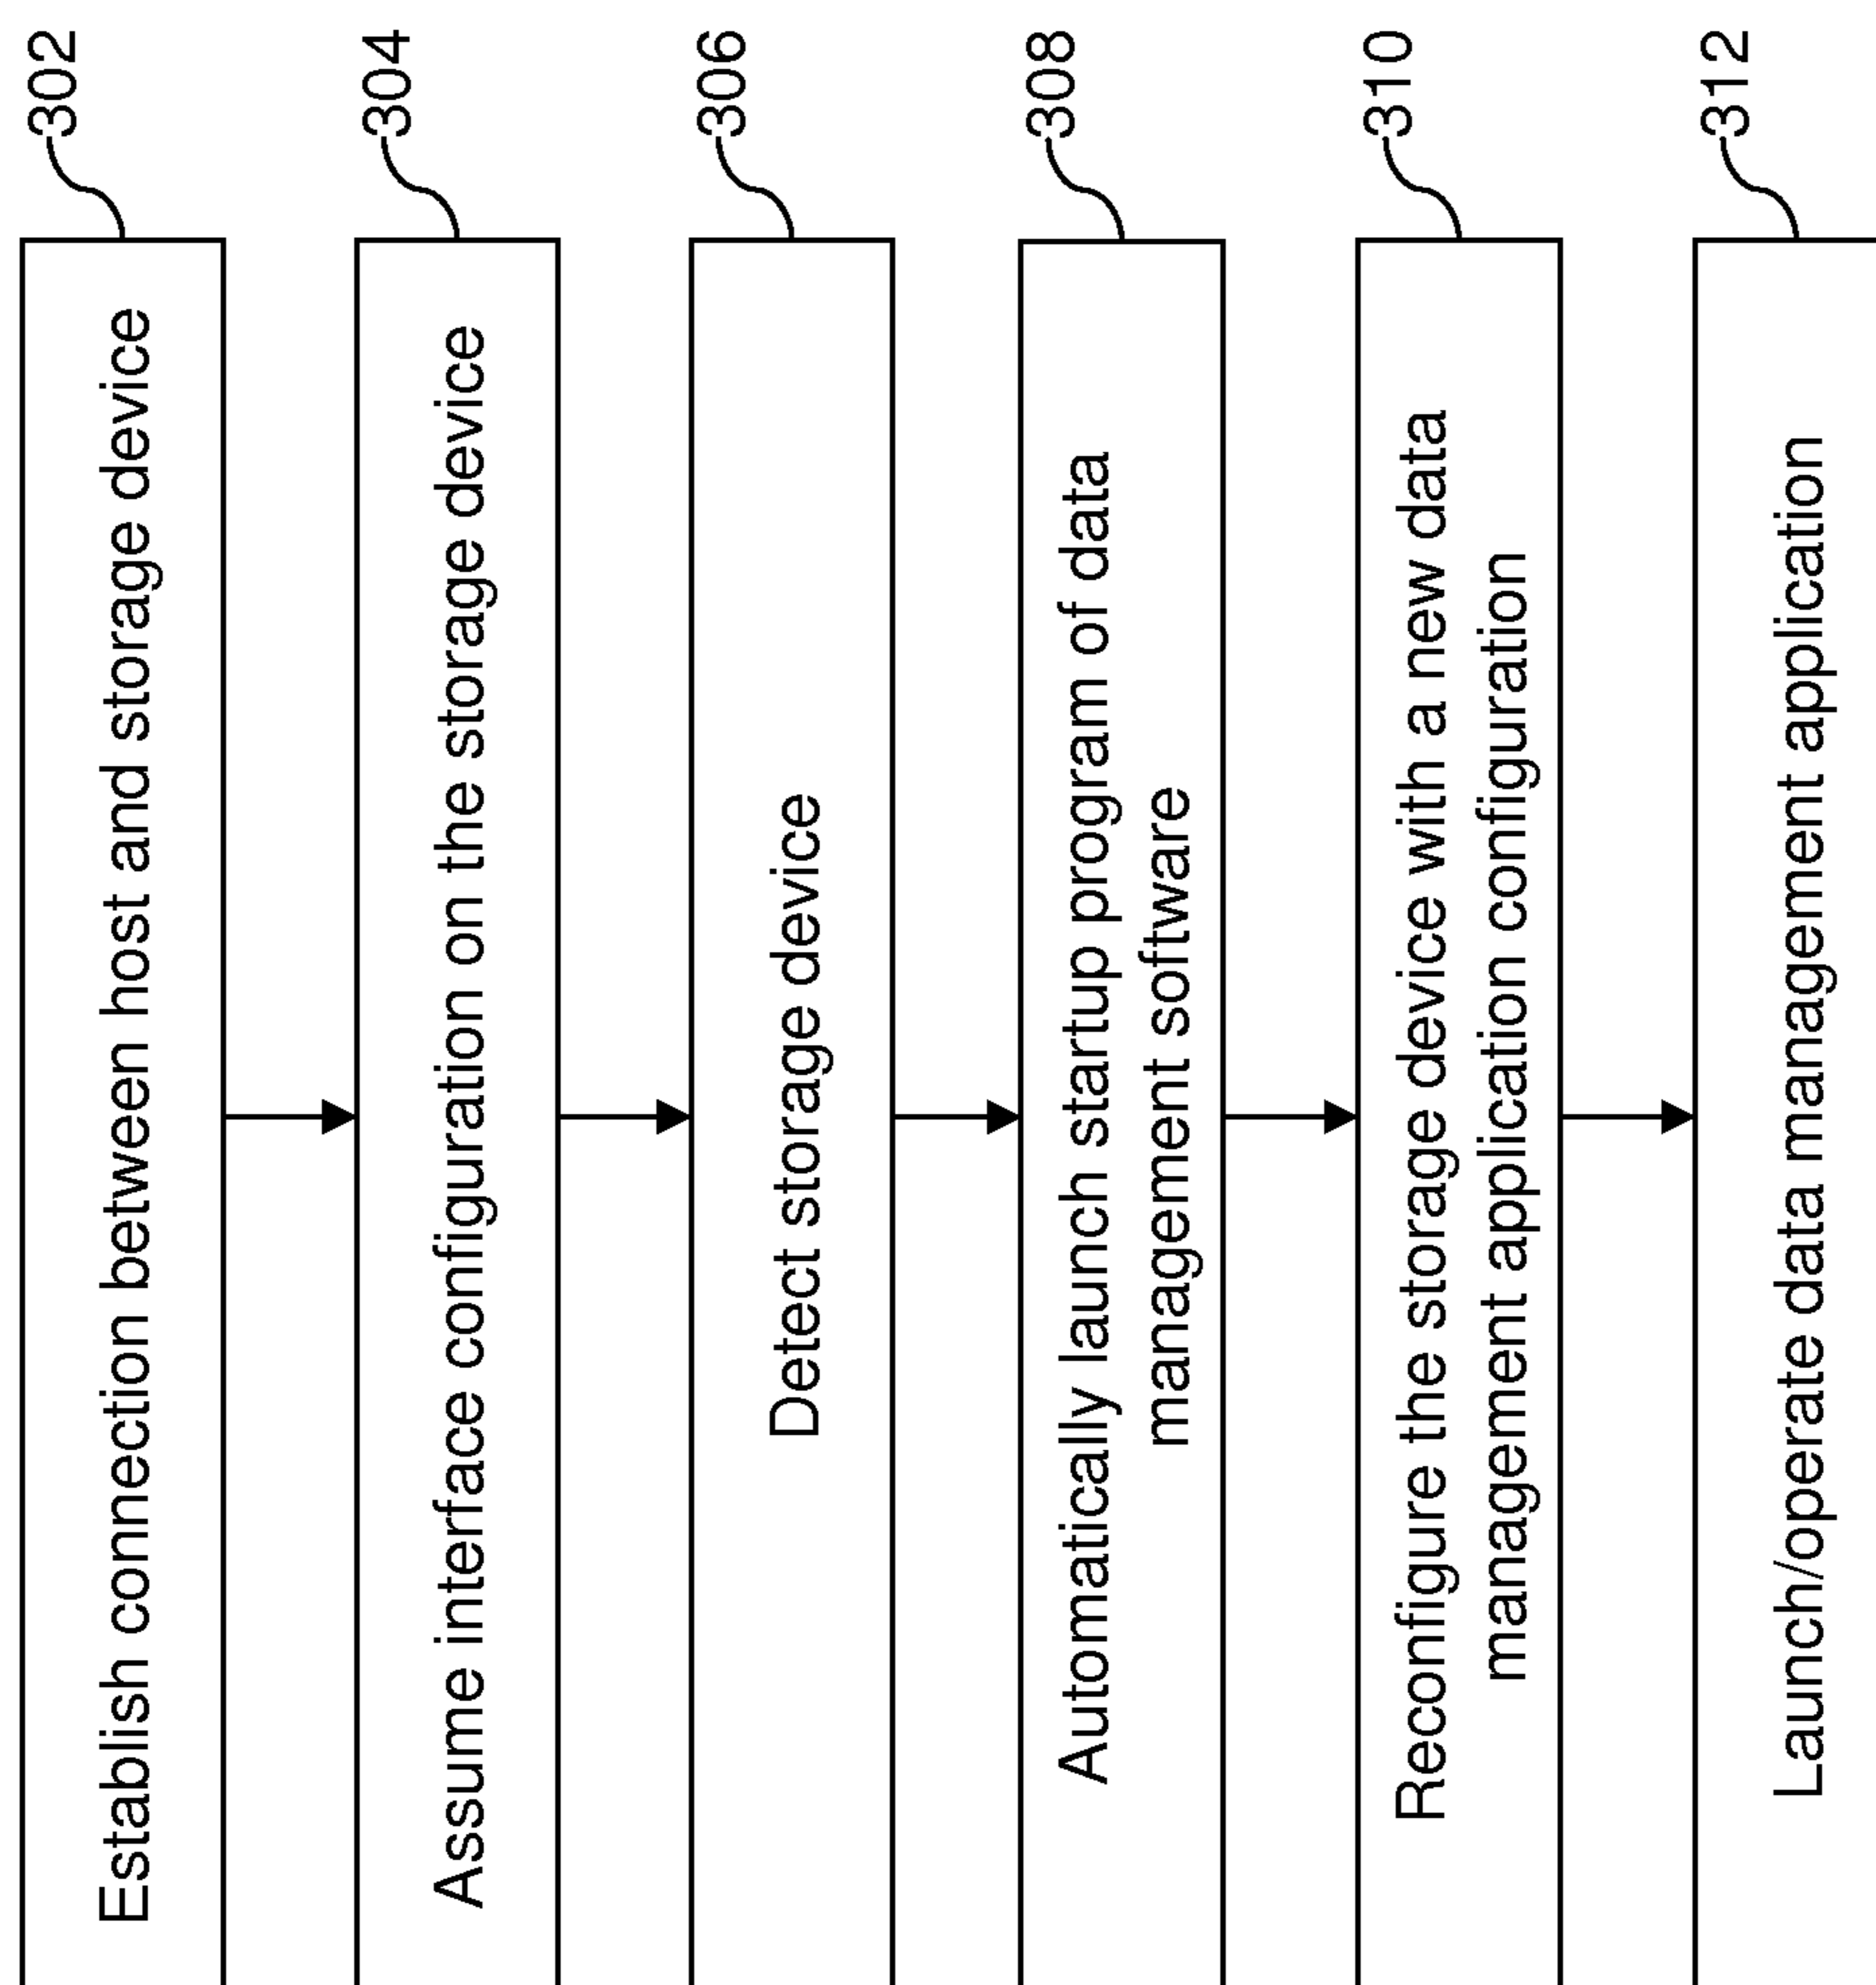 302
Establish connection between host and storage device
304
Assume interface configuration on the storage device
306
Detect storage device
308
Automatically launch startup program of data
management software
310
Reconfigure the storage device with a new data
management application configuration
312
Launch/operate data management application